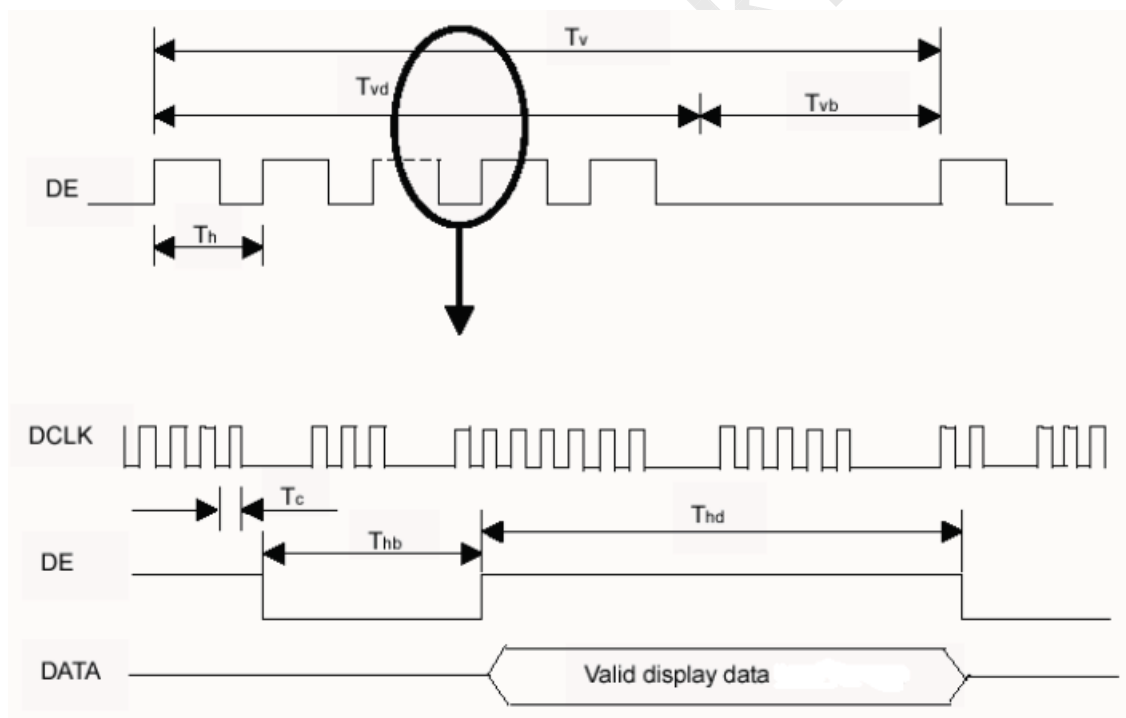 Tv
Tvd
Tvb
DE
Th
DCLK
Tc
Thd
Thb
DE
DATA
Valid display data